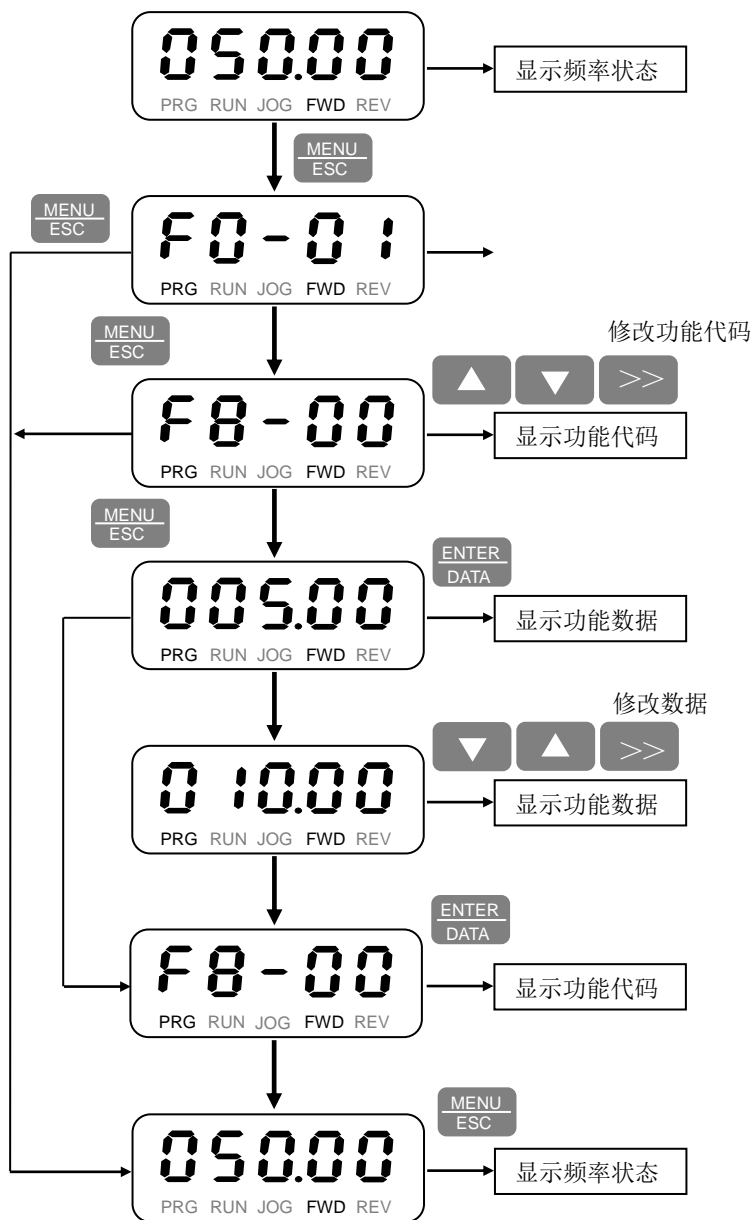 050.00
显示频率状态
PRG RUN JOG FWD REV
MENU
ESC
MENU
ESC
F0-01
PRG RUN JOG FWD REV
MENU
ESC
修改功能代码
>>
F8-00
显示功能代码
PRG RUN JOG FWD REV
MENU
ESC
ENTER
DATA
005.00
显示功能数据
PRG RUN JOG FWD REV
修改数据
>>
010.00
显示功能数据
PRG RUN JOG FWD REV
ENTER
DATA
F8-00
显示功能代码
PRG RUN JOG FWD REV
MENU
ESC
050.00
显示频率状态
PRG RUN JOG FWD REV